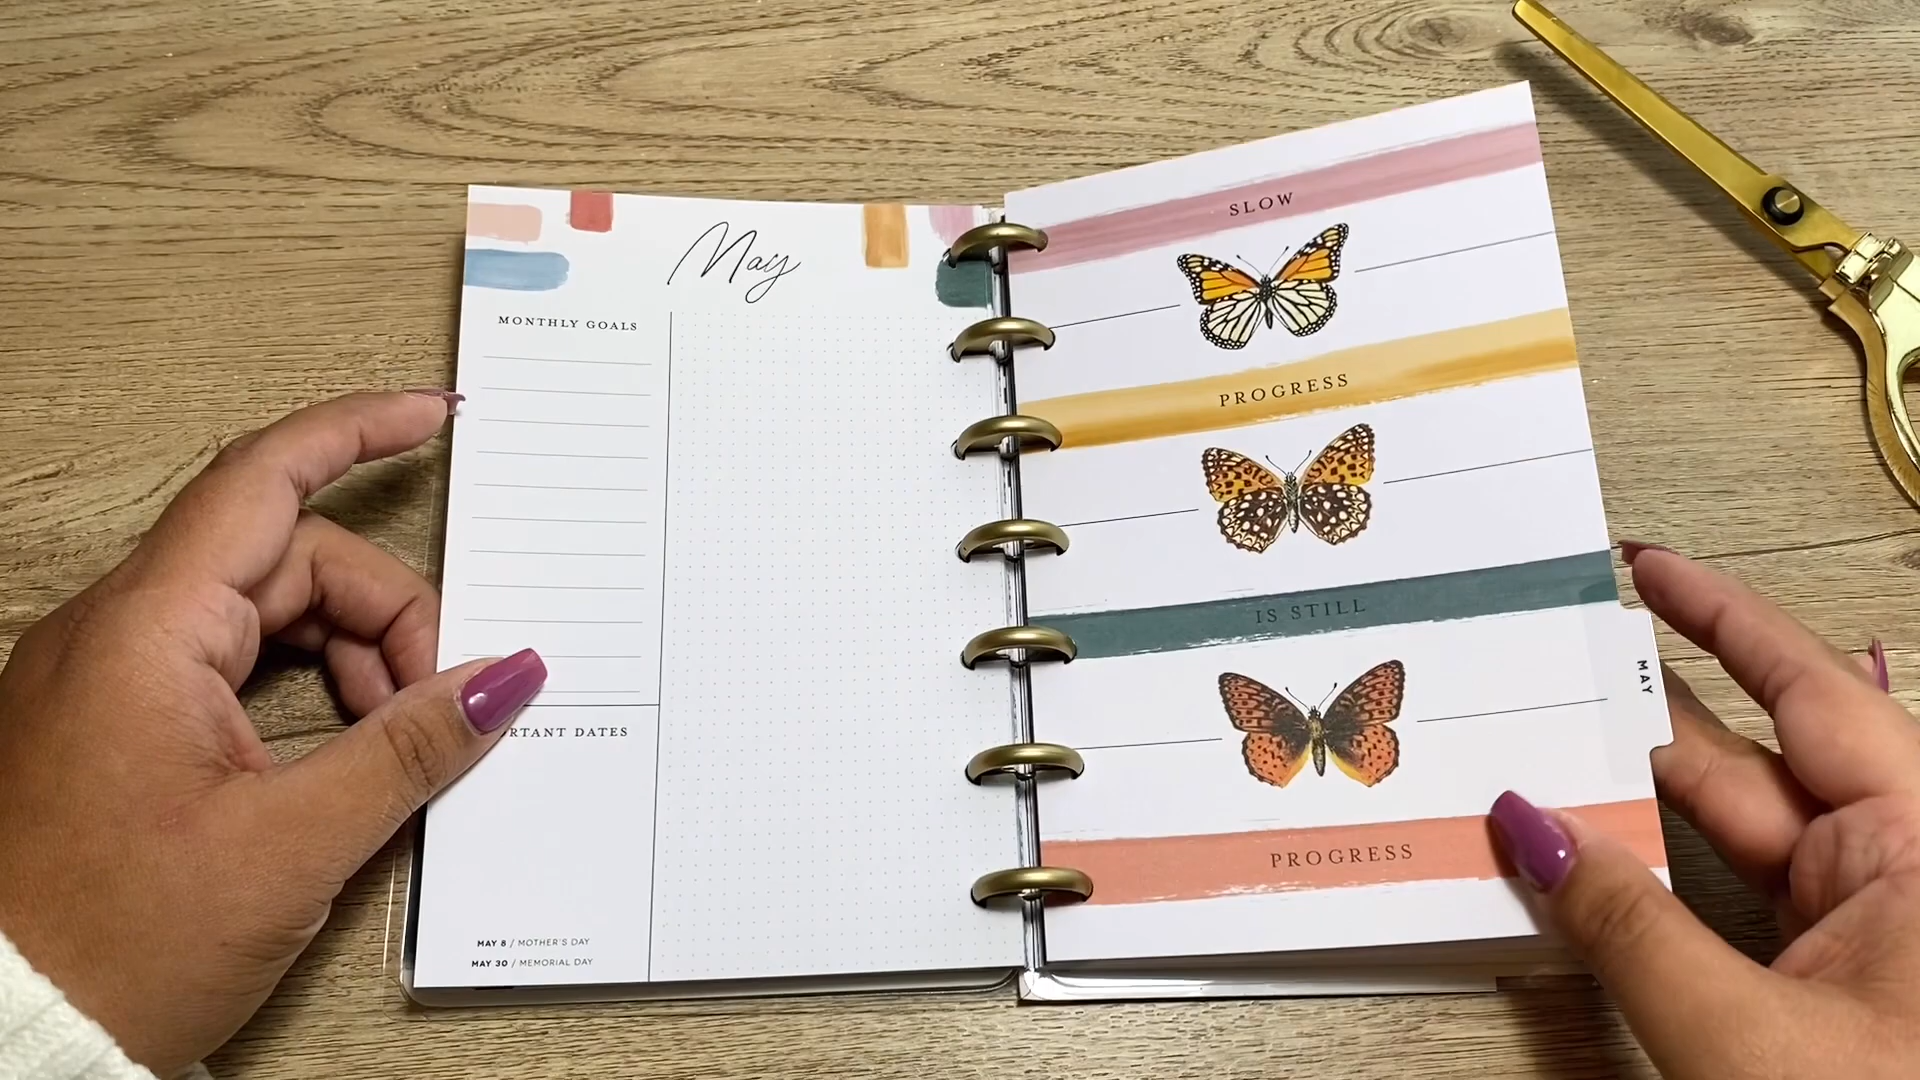 May
MONTHLY GOALS
RTANT DATES
MAY 8 / MOTHER'S DAY
MAY 30 / MEMORIAL DAY
SLOW
PROGRESS
IS STILL
PROGRESS
MAY